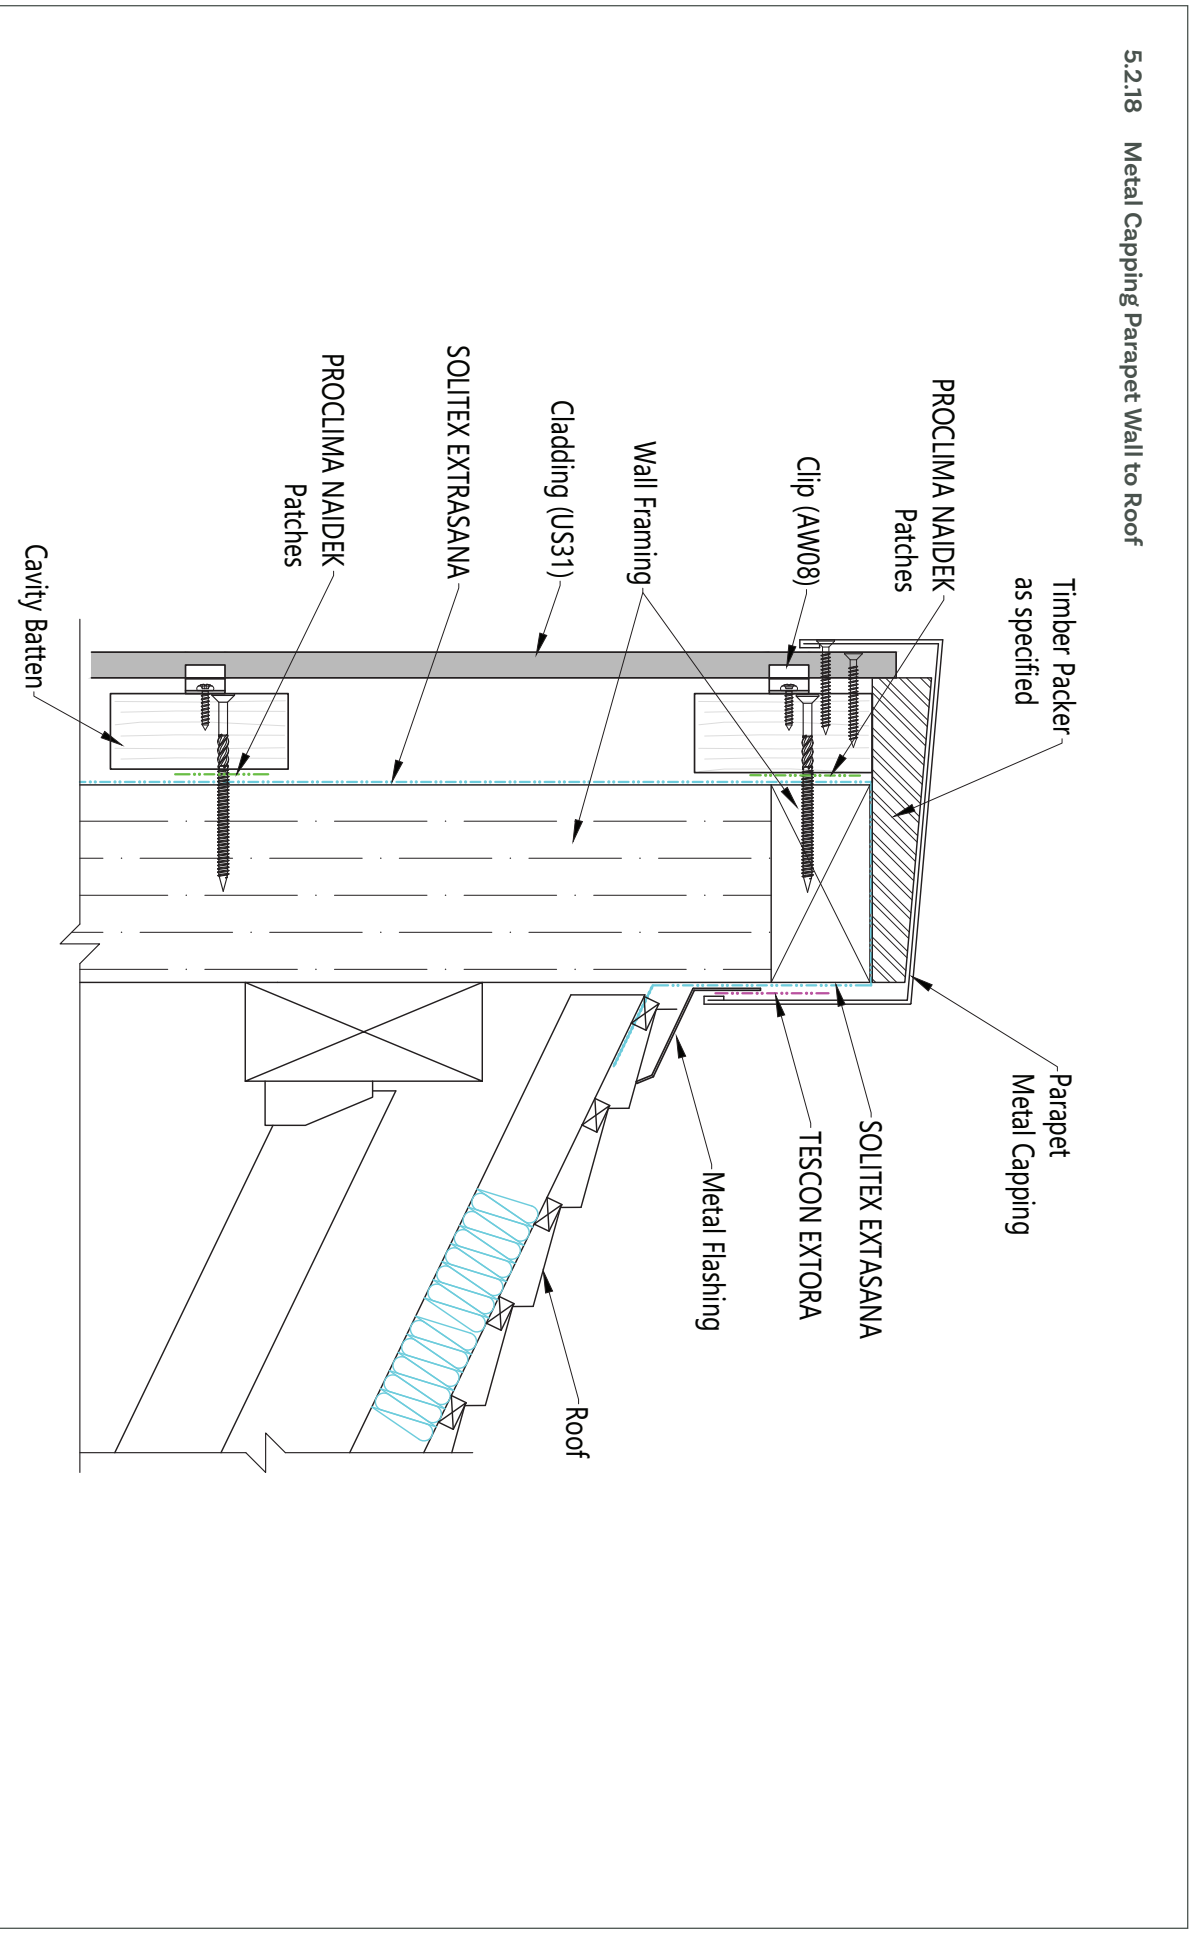 5.2.18 Metal Capping Parapet Wall to Roof
Timber Packer
as specified
PROCLIMA NAIDEK
Patches
Clip (AW08)
Wall Framing
Cladding (US31)
SOLITEX EXTRASANA
PROCLIMA NAIDEK
Patches
Cavity Batten
Parapet
Metal Capping
SOLITEX EXTASANA
TESCON EXTORA
Metal Flashing
Roof